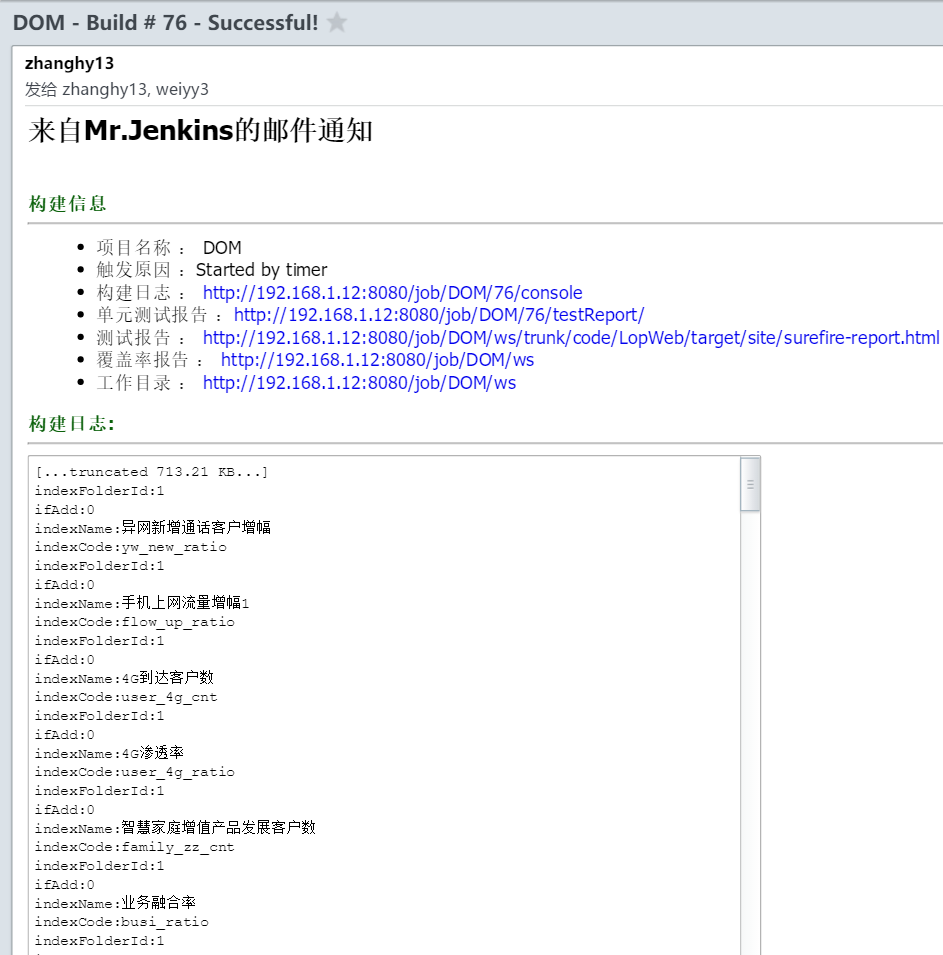 DOM - Build # 76 - Successful!
zhanghy13
发给 zhanghy13, weiyy3
来自Mr.Jenkins的邮件通知
构建信息
项目名称 ： DOM
触发原因 ：Started by timer
构建日志 ： http://192.168.1.12:8080/job/DOM/76/console
单元测试报告 ：http://192.168.1.12:8080/job/DOM/76/testReport/
测试报告 ： http://192.168.1.12:8080/job/DOM/ws/trunk/code/LopWeb/target/site/surefire-report.html
覆盖率报告 ： http://192.168.1.12:8080/job/DOM/ws
工作目录 ： http://192.168.1.12:8080/job/DOM/ws
构建日志:
[...truncated 713.21 KB...]
indexFolderId:1
ifAdd:0
indexName:异网新增通话客户增幅
indexCode:yw_new_ratio
indexFolderId:1
ifAdd:0
indexName:手机上网流量增幅1
indexCode:flow_up_ratio
indexFolderId:1
ifAdd:0
indexName:4G到达客户数
indexCode:user_4g_cnt
indexFolderId:1
ifAdd:0
indexName:4G渗透率
indexCode:user_4g_ratio
indexFolderId:1
ifAdd:0
indexName:智慧家庭增值产品发展客户数
indexCode:family_zz_cnt
indexFolderId:1
ifAdd:0
indexName:业务融合率
indexCode:busi_ratio
indexFolderId:1